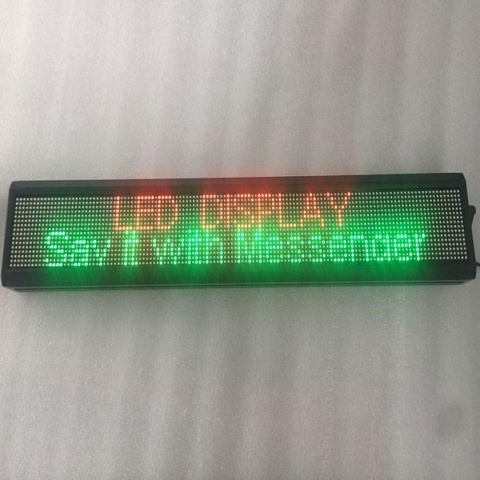 LED DISPLAY
Say it with Messenger